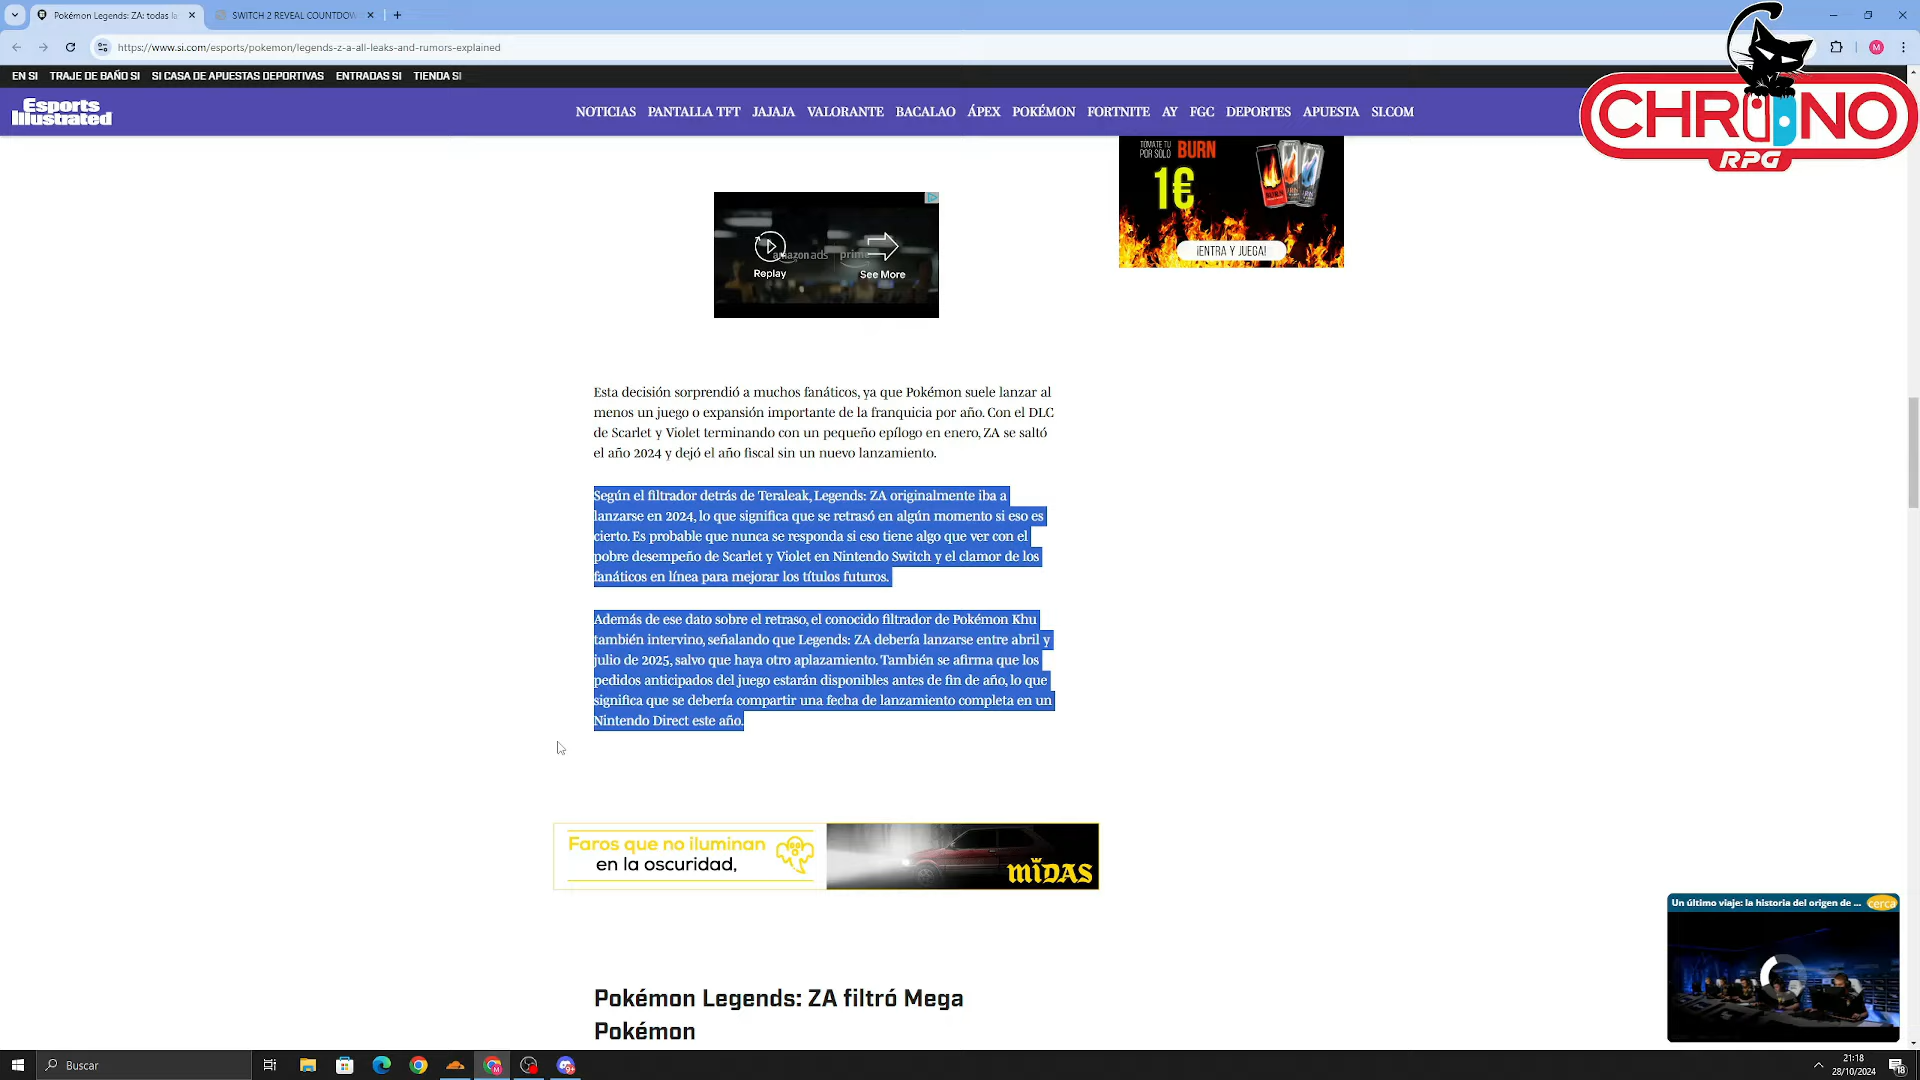 Pokémon Legends: ZA: todas la
SWITCH 2 REVEAL COUNTDOW
https://www.si.com/esports/pokemon/legends-z-a-all-leaks-and-rumors-explained
M
EN SI TRAJE DE BAÑO SI SI CASA DE APUESTAS DEPORTIVAS ENTRADAS SI TIENDA SI
Esports
Illustrated
NOTICIAS PANTALLA TFT JAJAJA VALORANTE BACALAO ÁPEX POKÉMON FORTNITE AY FGC DEPORTES APUESTA SI.COM
CHRONO
RPG
TÓMATE TU
POR SOLO BURN
1€
¡ENTRA Y JUEGA!
amazon ads prime
Replay
See More
Esta decisión sorprendió a muchos fanáticos, ya que Pokémon suele lanzar al
menos un juego o expansión importante de la franquicia por año. Con el DLC
de Scarlet y Violet terminando con un pequeño epílogo en enero, ZA se saltó
el año 2024 y dejó el año fiscal sin un nuevo lanzamiento.
Según el filtrador detrás de Teraleak, Legends: ZA originalmente iba a
lanzarse en 2024, lo que significa que se retrasó en algún momento si eso es
cierto. Es probable que nunca se responda si eso tiene algo que ver con el
pobre desempeño de Scarlet y Violet en Nintendo Switch y el clamor de los
fanáticos en línea para mejorar los títulos futuros.
Además de ese dato sobre el retraso, el conocido filtrador de Pokémon Khu
también intervino, señalando que Legends: ZA debería lanzarse entre abril y
julio de 2025, salvo que haya otro aplazamiento. También se afirma que los
pedidos anticipados del juego estarán disponibles antes de fin de año, lo que
significa que se debería compartir una fecha de lanzamiento completa en un
Nintendo Direct este año.
Faros que no iluminan
en la oscuridad,
MIDAS
Un último viaje: la historia del origen de ...
cerca
Pokémon Legends: ZA filtró Mega
Pokémon
Buscar
M
9+
21:18
28/10/2024
18